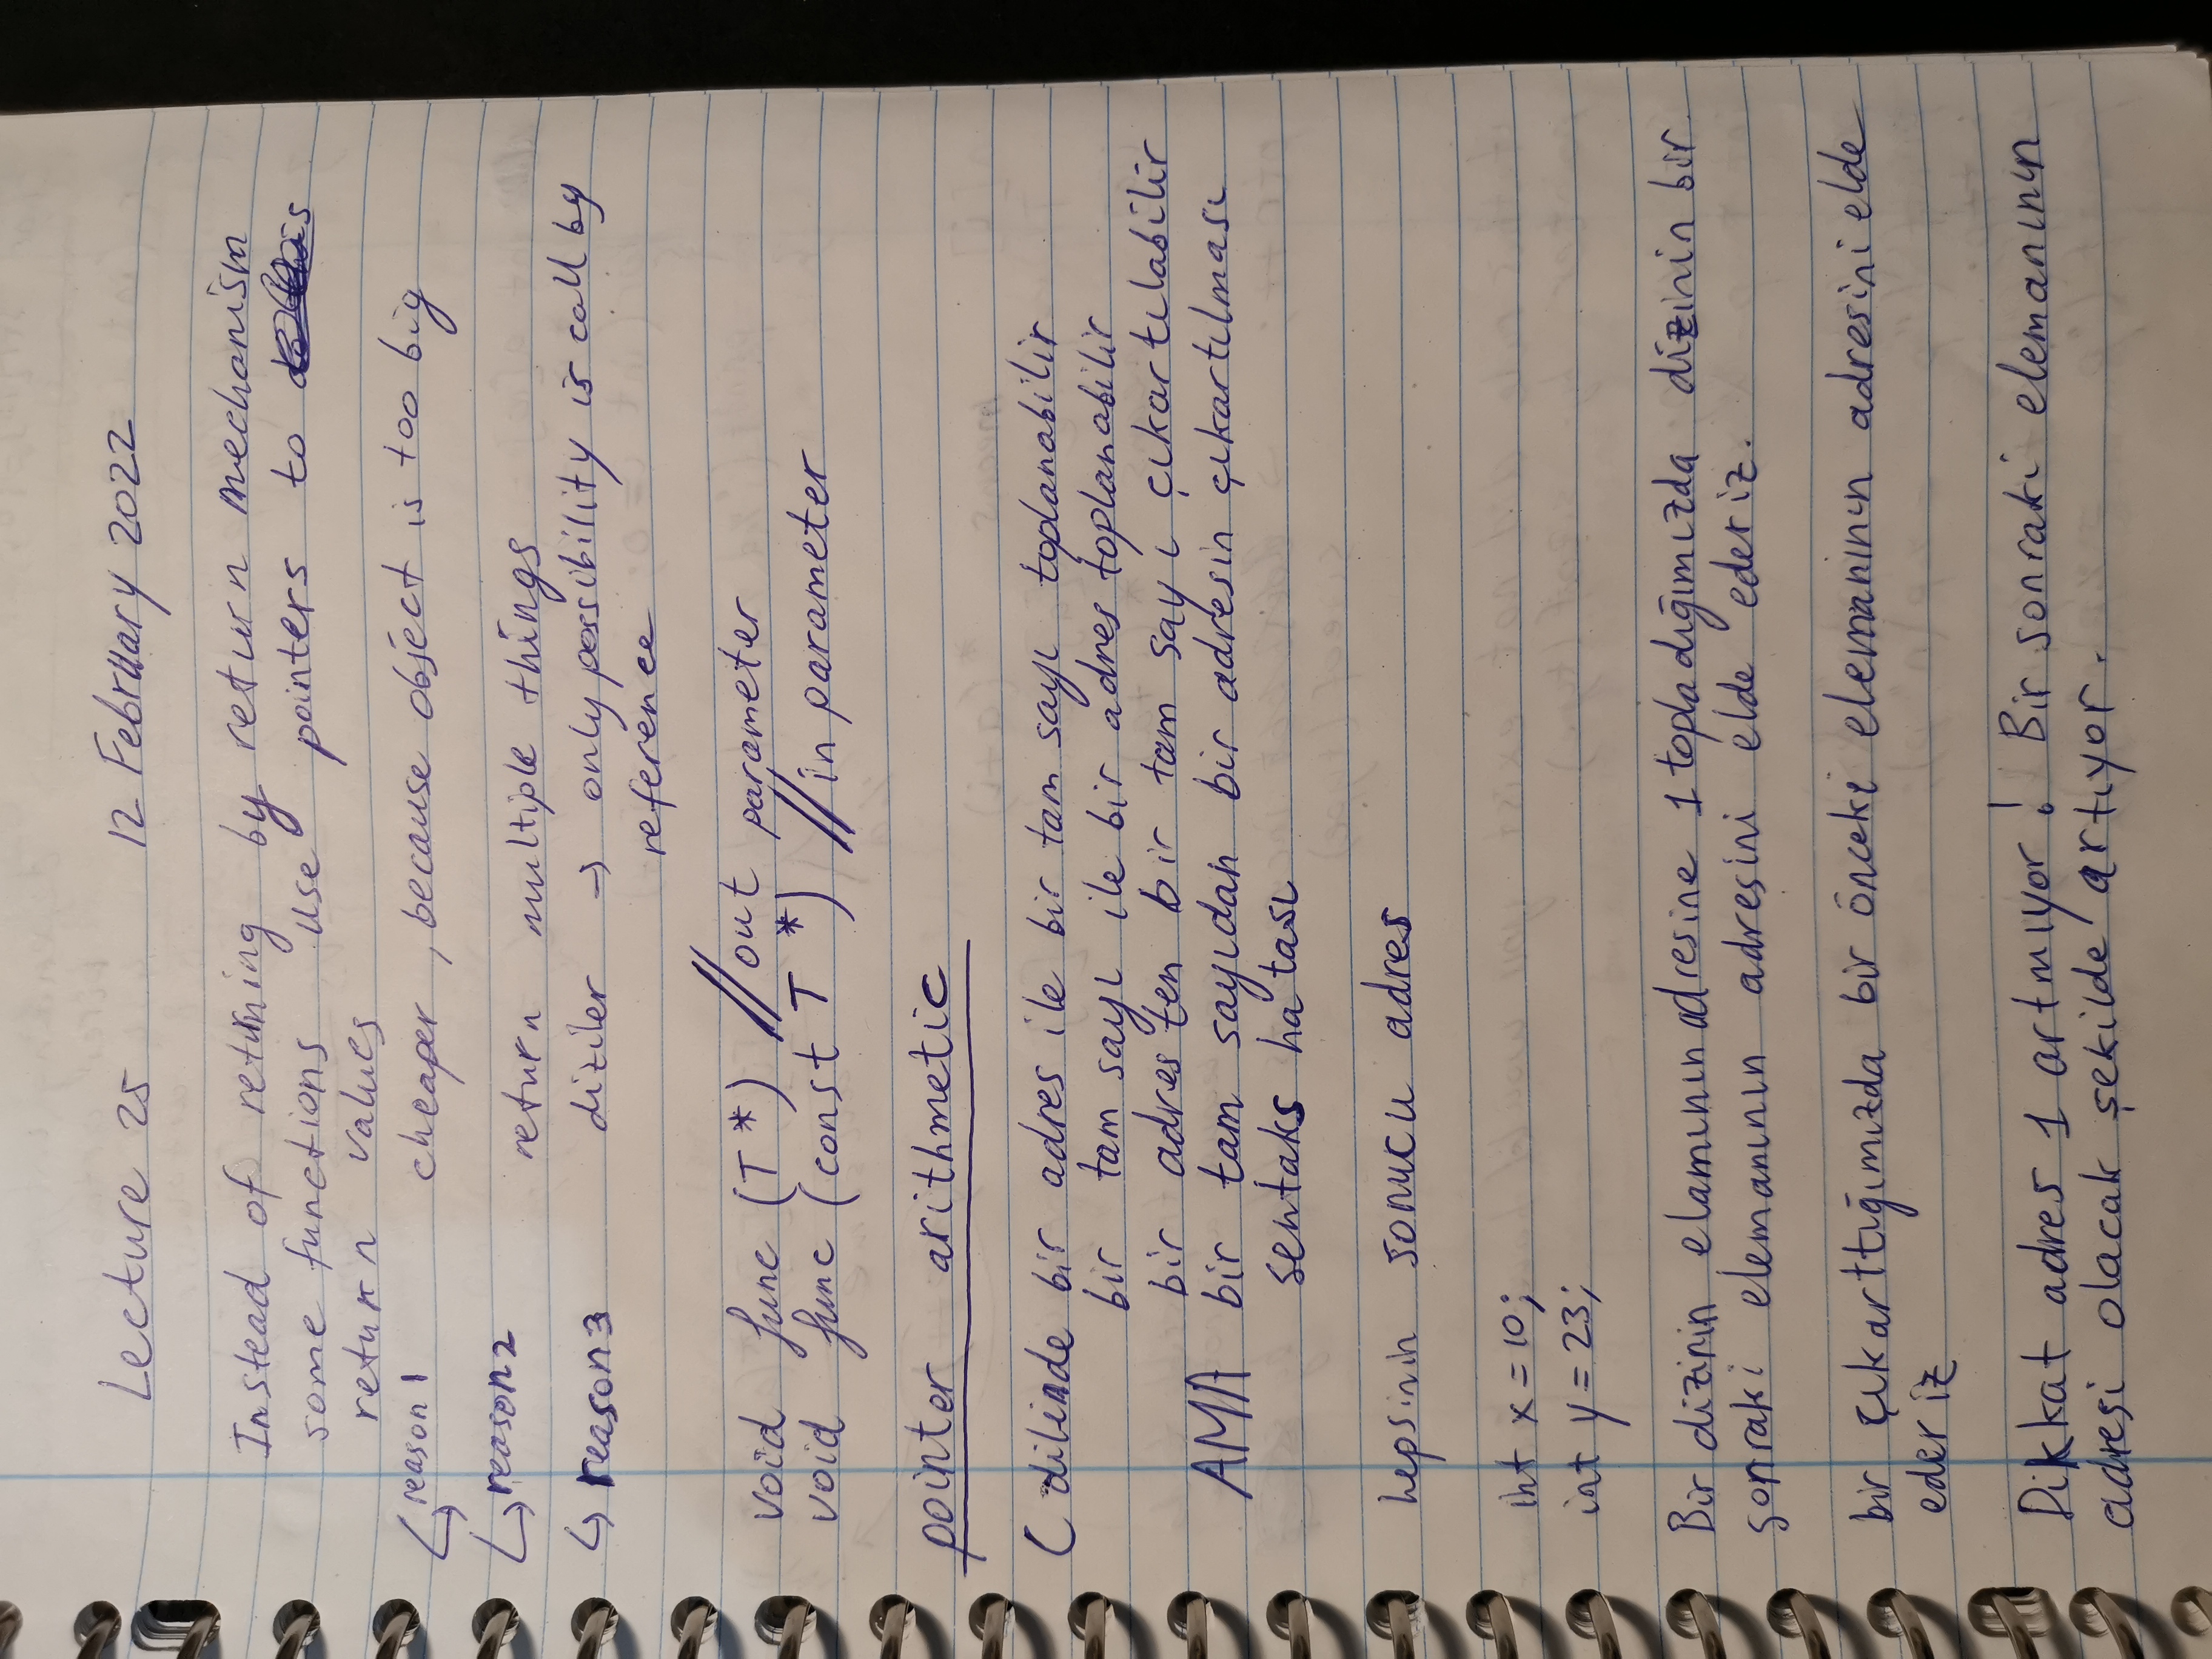 Lecture 25 12 February 2022
Instead of returning by return mechanism
some functions use pointers to
return values
reason 1 cheaper, because object is too big
reason 2 return multiple things
reason 3 diziler → only possibility is call by
reference
void func (T *) //out parameter
void func (const T *) //in parameter
pointer arithmetic
C dilinde bir adres ile bir tam sayı toplanabilir
bir tam sayı ile bir adres toplanabilir
bir adres ten bir tam sayı çıkartılabilir
AMA bir tam sayıdan bir adresin çıkartılması
sentaks hatası
hepsinin sonucu adres
int x = 10;
int y = 23;
Bir dizinin elamının adresine 1 topladığımızda dizinin bir
sonraki elemanının adresini elde ederiz.
bir çıkarttığımızda bir önceki elemanının adresini elde
ederiz
Dikkat adres 1 artmıyor! Bir sonraki elemanının
adresi olacak şekilde artıyor.